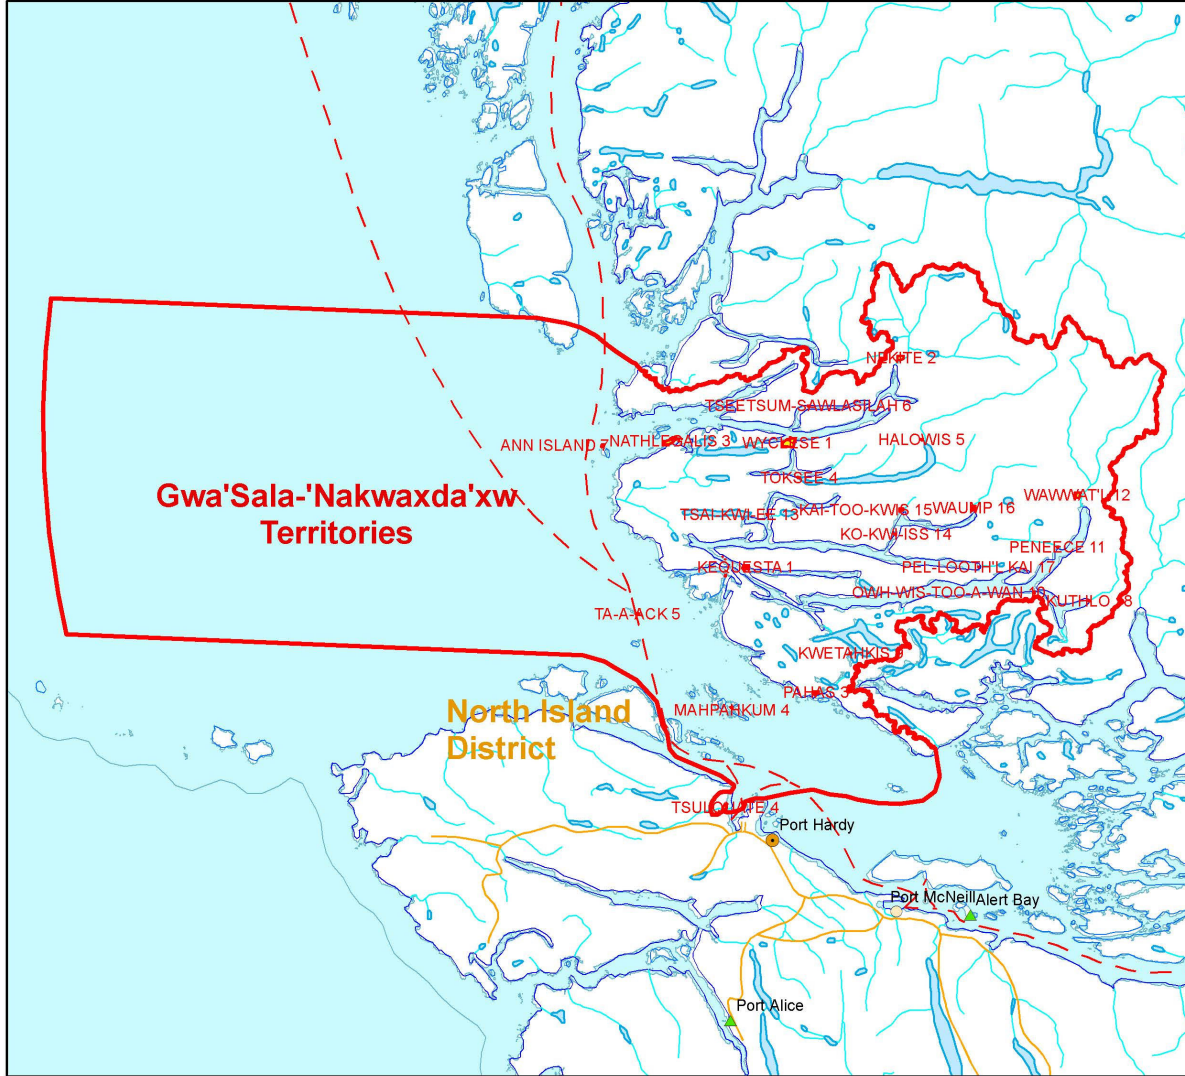 NEKITE 2
TSEETSUM-SAWLASILAH 6
ANN ISLAND 7
NATHLEGALIS 3
WYCLESE 1
HALOWIS 5
TOKSEE 4
Gwa'Sala-'Nakwaxda'xw
Territories
WAWWAT'L 12
TSAI-KWI-EE 13
KAI-TOO-KWIS 15
WAUMP 16
KO-KWI-ISS 14
PENEECE 11
KEQUESTA 1
PEL-LOOTH'L KAI 17
OWH-WIS-TOO-A-WAN 10
KUTHLO 18
TA-A-ACK 5
KWETAHKIS 9
PAHAS 3
North Island
District
MAHPAHKUM 4
TSULQUATE 4
Port Hardy
Port McNeill
Alert Bay
Port Alice